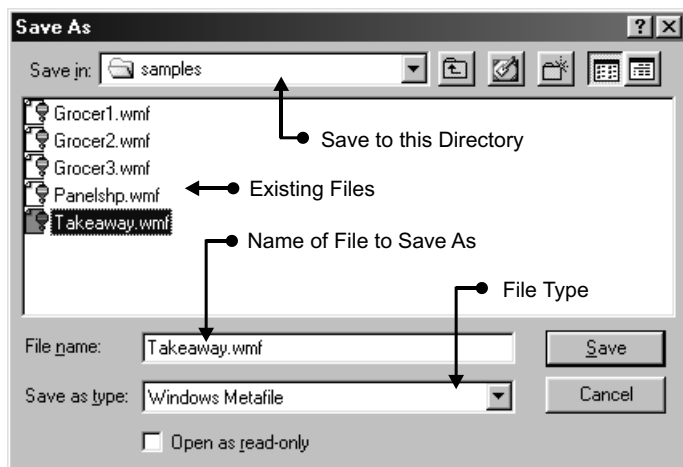 Save As
Save in: samples
Save to this Directory
Grocer1.wmf
Grocer2.wmf
Grocer3.wmf
Panelshp.wmf
Existing Files
Takeaway.wmf
Name of File to Save As
File Type
File name: Takeaway.wmf Save
Save as type: Windows Metafile Cancel
Open as read-only